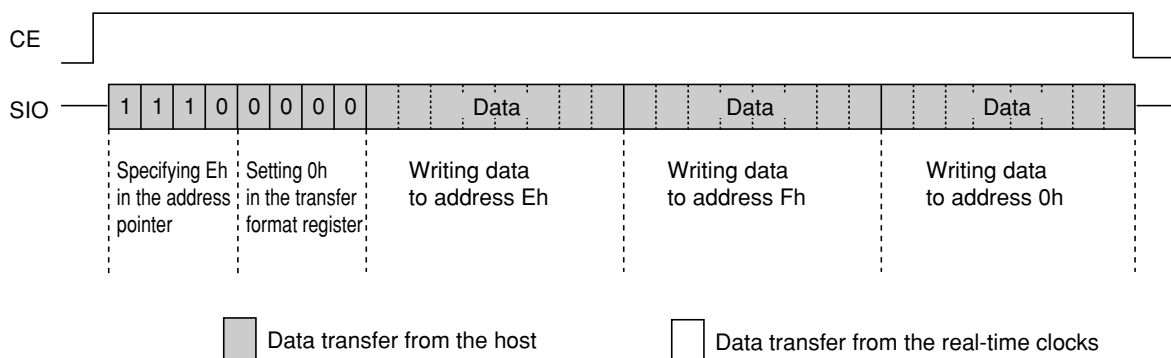 CE
SIO 1 1 1 0 0 0 0 0 Data Data Data
Specifying Eh
in the address
pointer
Setting 0h
in the transfer
format register
Writing data
to address Eh
Writing data
to address Fh
Writing data
to address 0h
Data transfer from the host
Data transfer from the real-time clocks